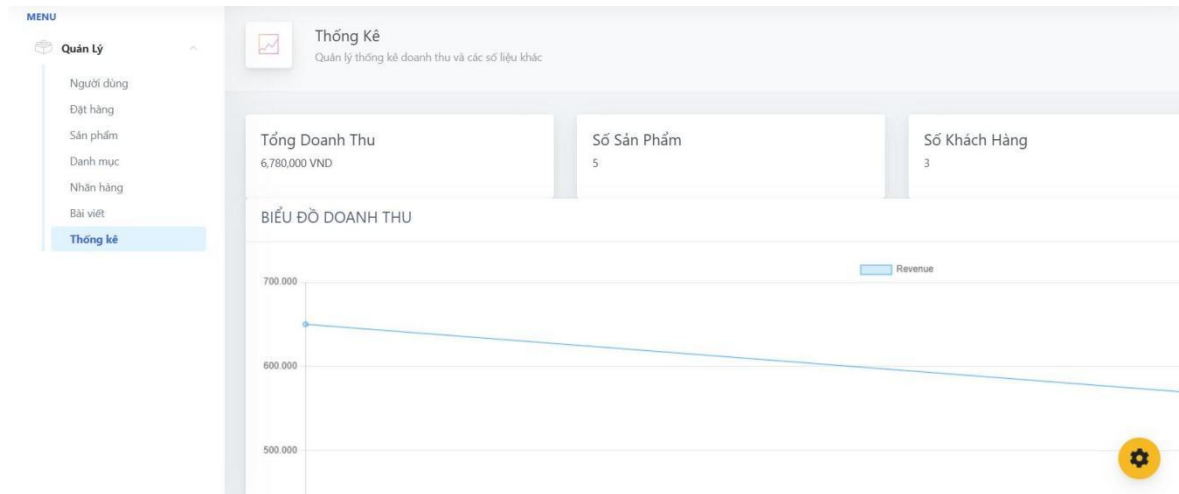 MENU
Quản Lý
Người dùng
Đặt hàng
Sản phẩm
Danh mục
Nhãn hàng
Bài viết
Thống kê
Thống Kê
Quản lý thống kê doanh thu và các số liệu khác
Tổng Doanh Thu
6,780,000 VND
Số Sản Phẩm
5
Số Khách Hàng
3
BIỂU ĐỒ DOANH THU
Revenue
700.000
600.000
500.000